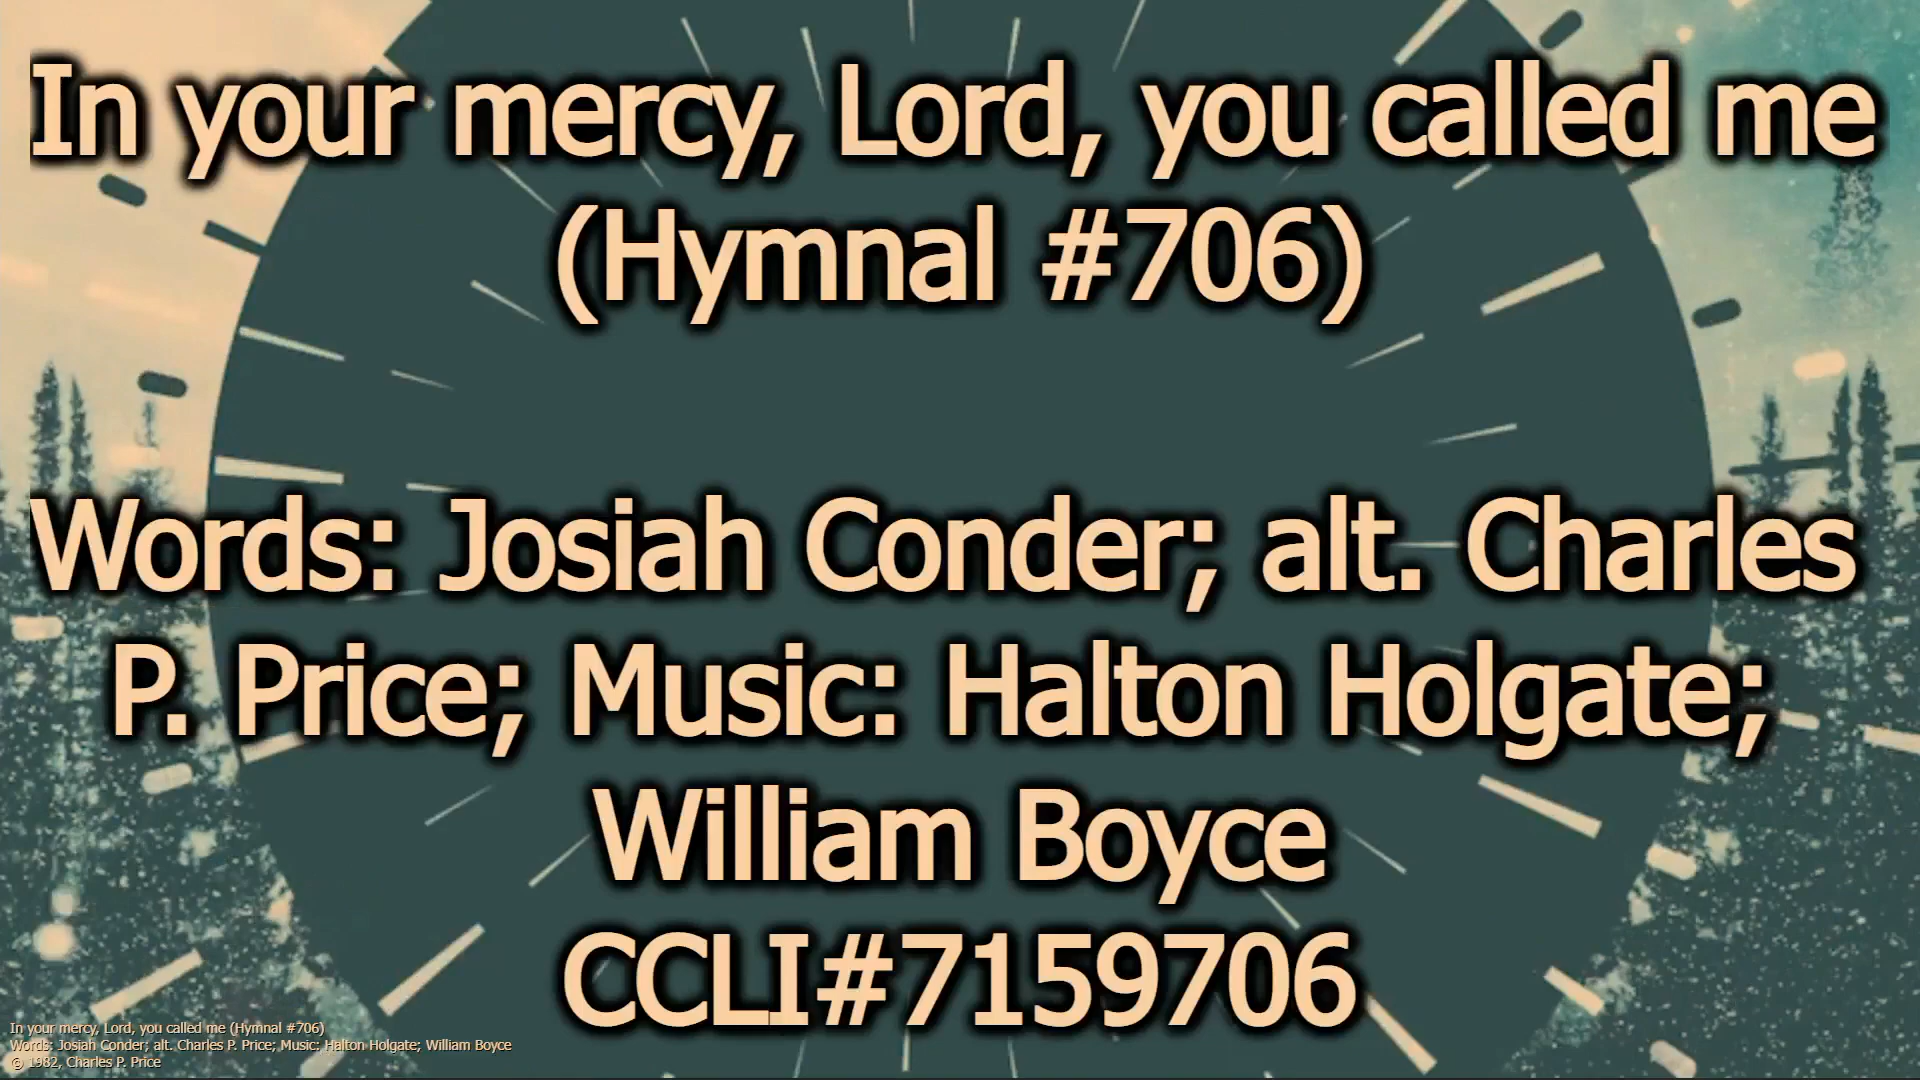 In your mercy, Lord, you called me
(Hymnal #706)
Words: Josiah Conder; alt. Charles
P. Price; Music: Halton Holgate;
William Boyce
CCLI#7159706
In your mercy, Lord, you called me (Hymnal #706)
Words: Josiah Conder; alt. Charles P. Price; Music: Halton Holgate; William Boyce
© 1982, Charles P. Price